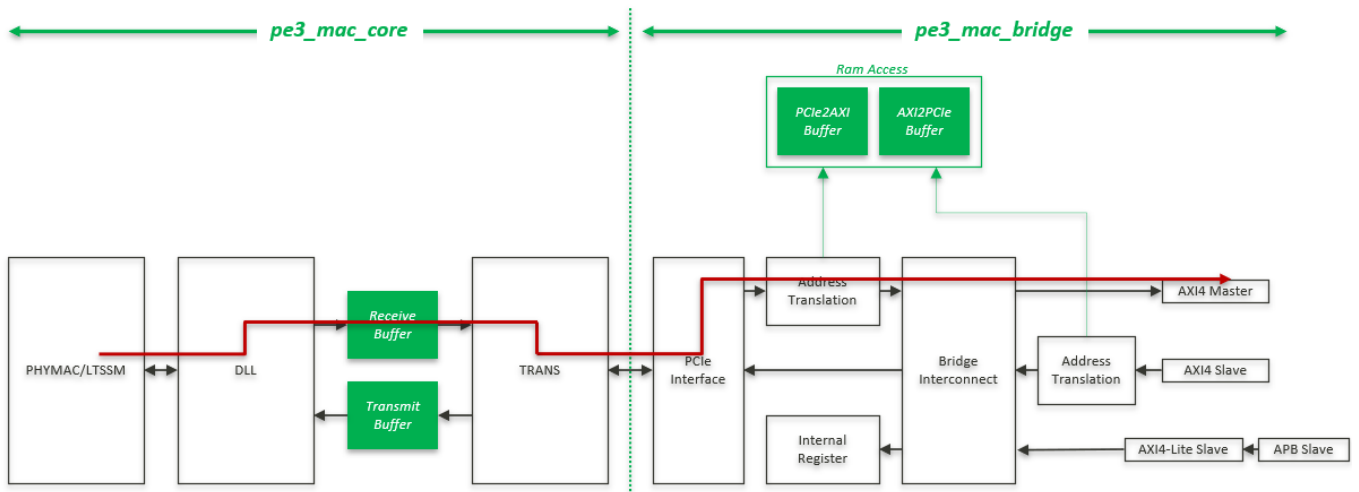 pe3_mac_core
pe3_mac_bridge
Ram Access
PCIe2AXI
Buffer
AXI2PCIe
Buffer
PHYMAC/LTSSM
DLL
Receive
Buffer
Transmit
Buffer
TRANS
PCIe
Interface
Address
Translation
Internal
Register
Bridge
Interconnect
Address
Translation
AXI4 Master
AXI4 Slave
AXI4-Lite Slave
APB Slave